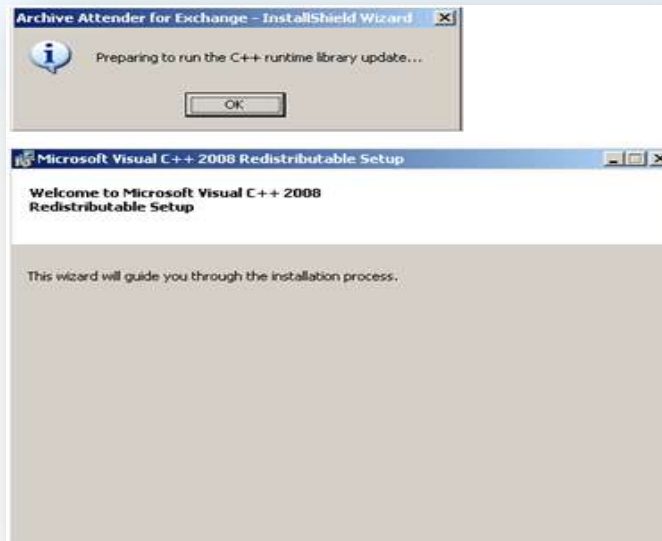 Archive Attender for Exchange - InstallShield Wizard
Preparing to run the C++ runtime library update...
OK
Microsoft Visual C++ 2008 Redistributable Setup
Welcome to Microsoft Visual C++ 2008
Redistributable Setup
This wizard will guide you through the installation process.